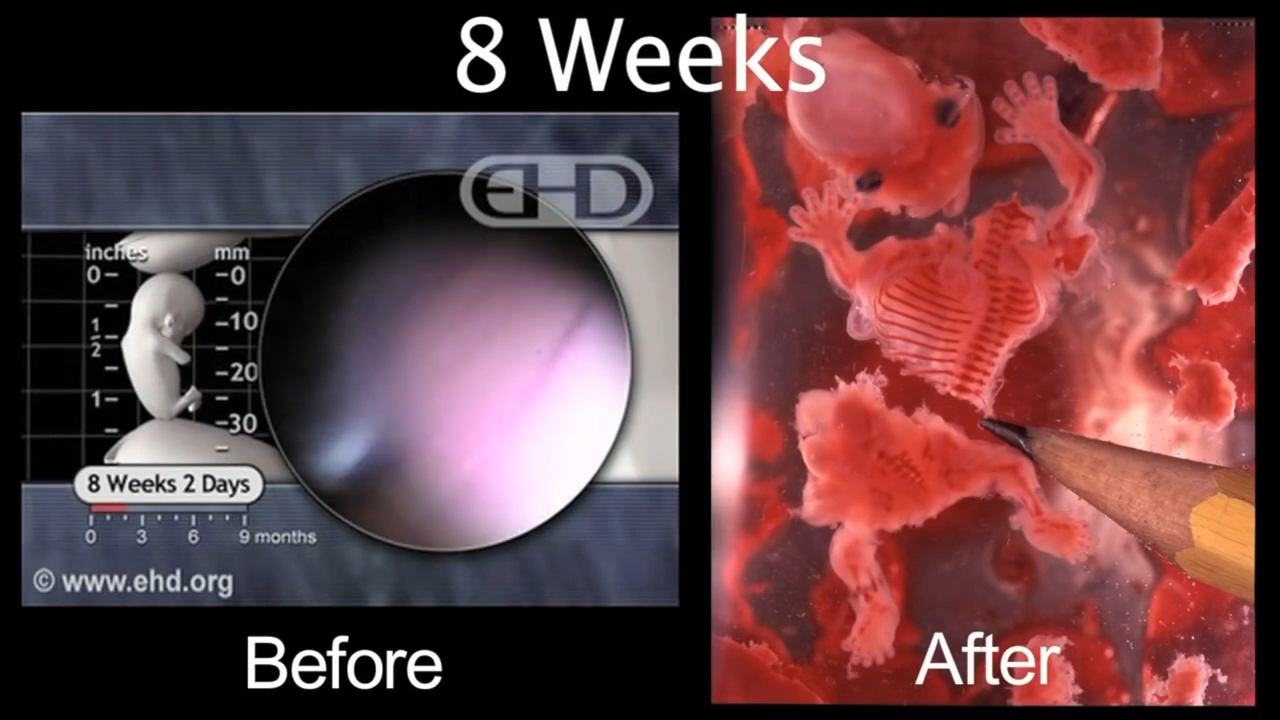 8 Weeks
EHD
inches
mm
0
0
10
1/2
20
1
30
8 Weeks 2 Days
0 3 6 9 months
© www.ehd.org
Before
After